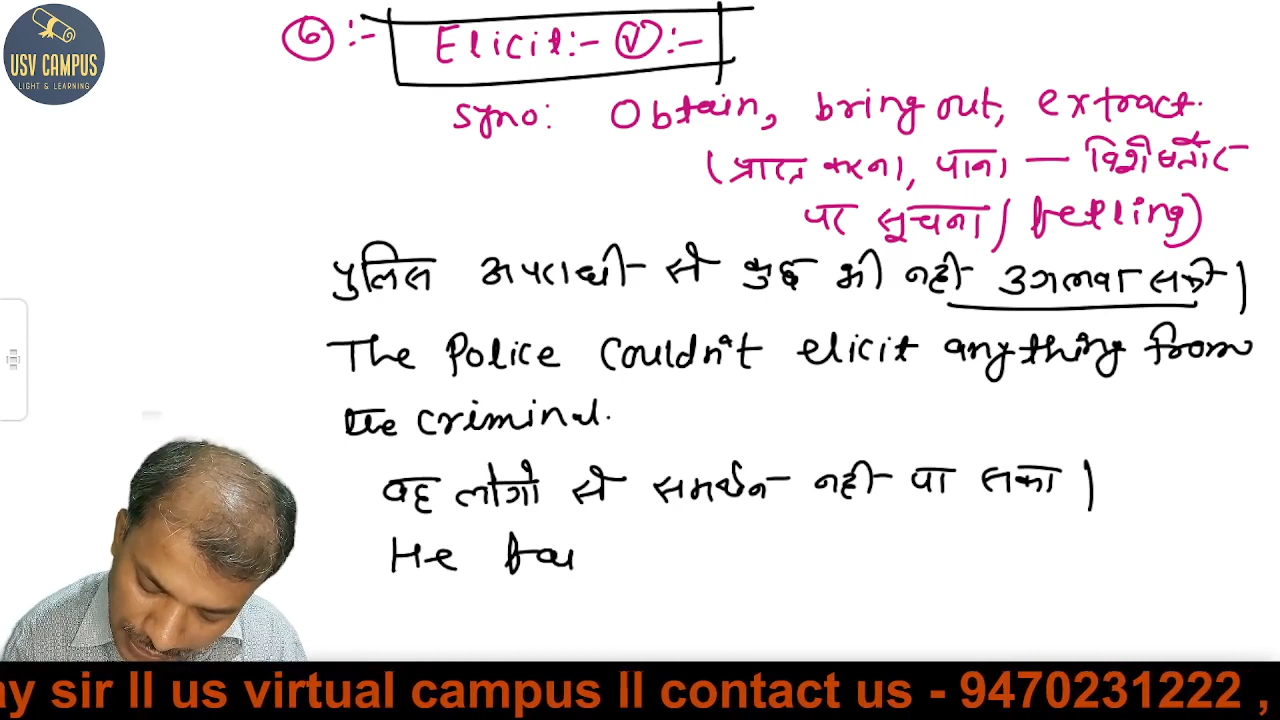 USV CAMPUS
LIGHT & LEARNING
6 :- Elicit:- (v) :-
syno: Obtain, bring out, extract.
(प्राप्त करना, पाना — विशेषतौर
पर सूचना / feeling)
पुलिस अपराधी से कुछ भी नहीं उगलवा सकी।
The Police couldn't elicit anything from
the criminal.
वह लोगों से समर्थन नहीं पा सका।
He fai
ay sir ll us virtual campus ll contact us - 9470231222 ,